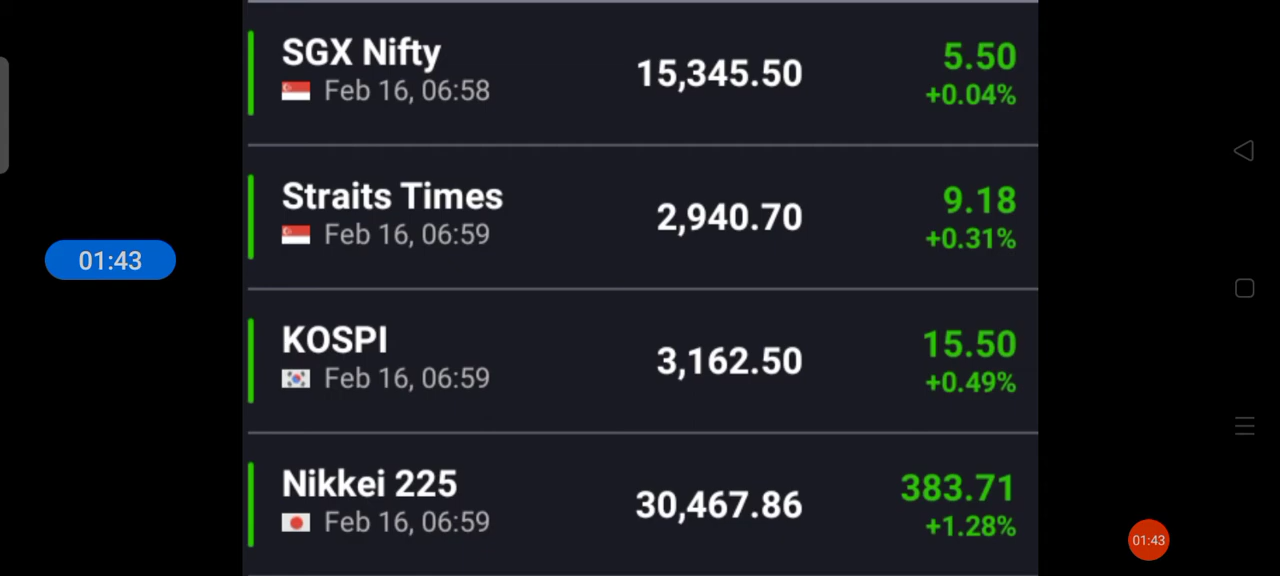 SGX Nifty
Feb 16, 06:58
15,345.50
5.50
+0.04%
Straits Times
Feb 16, 06:59
2,940.70
9.18
+0.31%
01:43
KOSPI
Feb 16, 06:59
3,162.50
15.50
+0.49%
Nikkei 225
Feb 16, 06:59
30,467.86
383.71
+1.28%
01:43